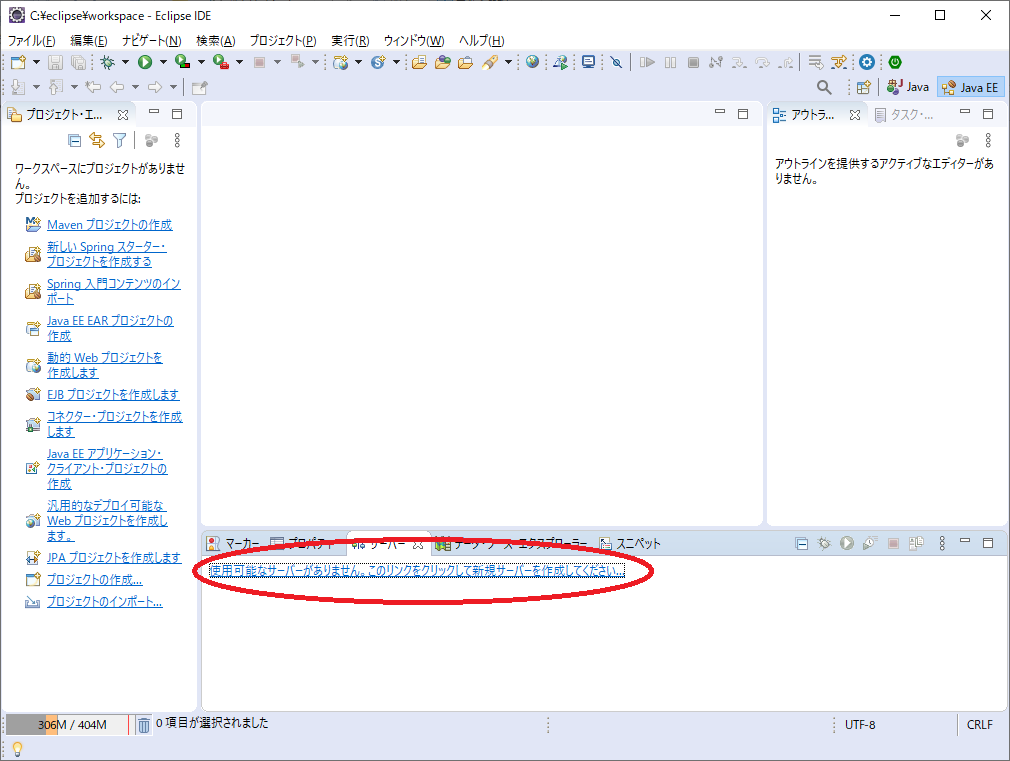 C:¥eclipse¥workspace - Eclipse IDE
ファイル(F) 編集(E) ナビゲート(N) 検索(A) プロジェクト(P) 実行(R) ウィンドウ(W) ヘルプ(H)
Java Java EE
プロジェクト・エ...
ワークスペースにプロジェクトがありませ
ん。
プロジェクトを追加するには:
Maven プロジェクトの作成
新しい Spring スターター・
プロジェクトを作成する
Spring 入門コンテンツのイン
ポート
Java EE EAR プロジェクトの
作成
動的 Web プロジェクトを
作成します
EJB プロジェクトを作成します
コネクター・プロジェクトを作成
します
Java EE アプリケーション・
クライアント・プロジェクトの
作成
汎用的なデプロイ可能な
Web プロジェクトを作成し
ます。
JPA プロジェクトを作成します
プロジェクトの作成...
プロジェクトのインポート...
アウトラ... タスク・...
アウトラインを提供するアクティブなエディターがあ
りません。
マーカー プロパティー サーバー データ・ソース・エクスプローラー スニペット
使用可能なサーバーがありません。このリンクをクリックして新規サーバーを作成してください...
306M / 404M 0 項目が選択されました UTF-8 CRLF